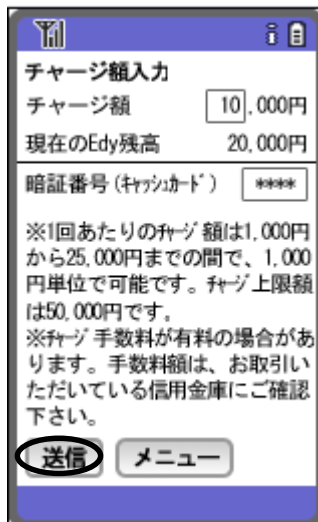 チャージ額入力
チャージ額 10,000円
現在のEdy残高 20,000円
暗証番号(ｷｬｯｼｭｶｰﾄﾞ) ****
※1回あたりのﾁｬｰｼﾞ額は1,000円
から25,000円までの間で、1,000
円単位で可能です。ﾁｬｰｼﾞ上限額
は50,000円です。
※ﾁｬｰｼﾞ手数料が有料の場合があ
ります。手数料額は、お取引い
ただいている信用金庫にご確認
下さい。
送信 メニュー